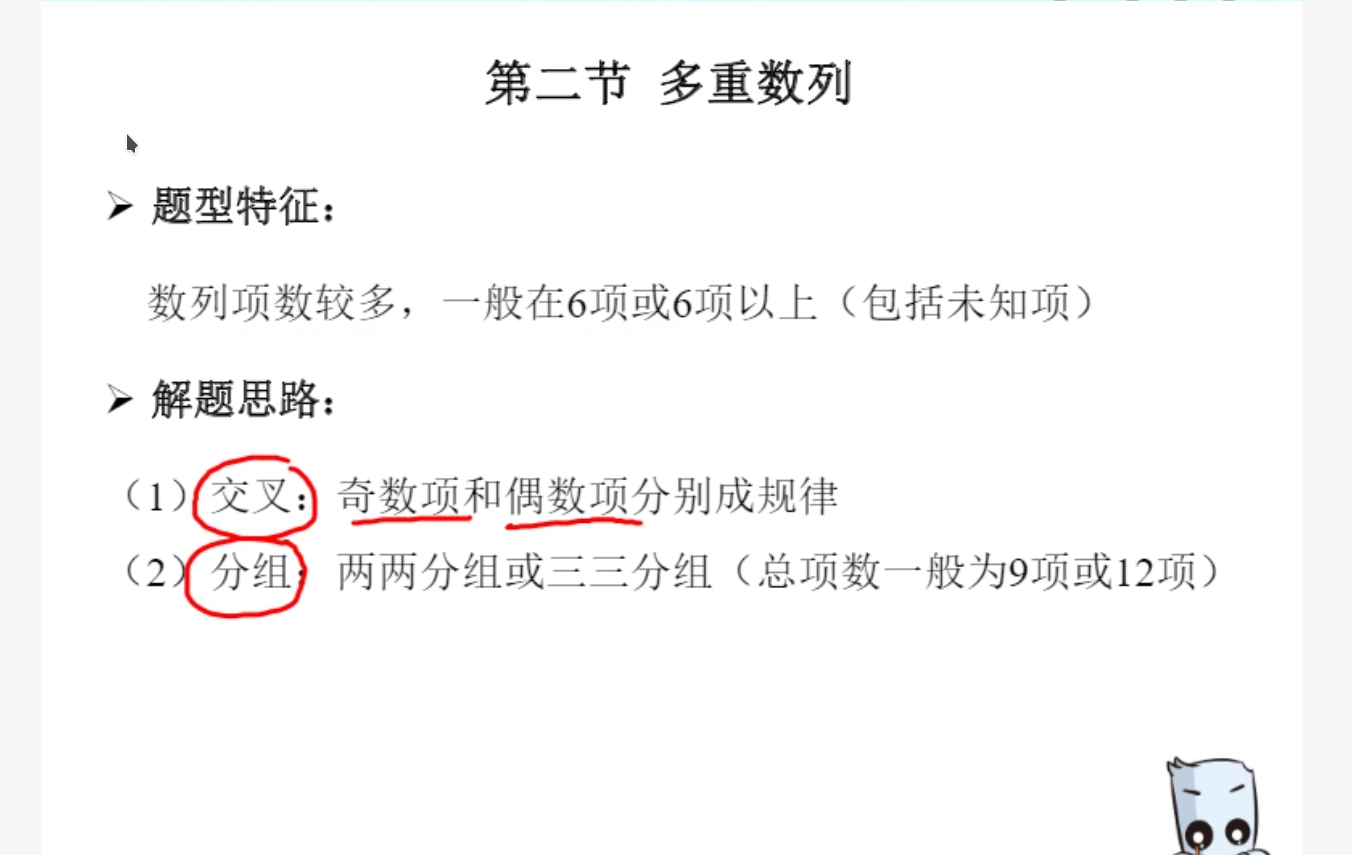 第二节 多重数列
➢ 题型特征：
数列项数较多，一般在6项或6项以上（包括未知项）
➢ 解题思路：
（1）交叉：奇数项和偶数项分别成规律
（2）分组：两两分组或三三分组（总项数一般为9项或12项）